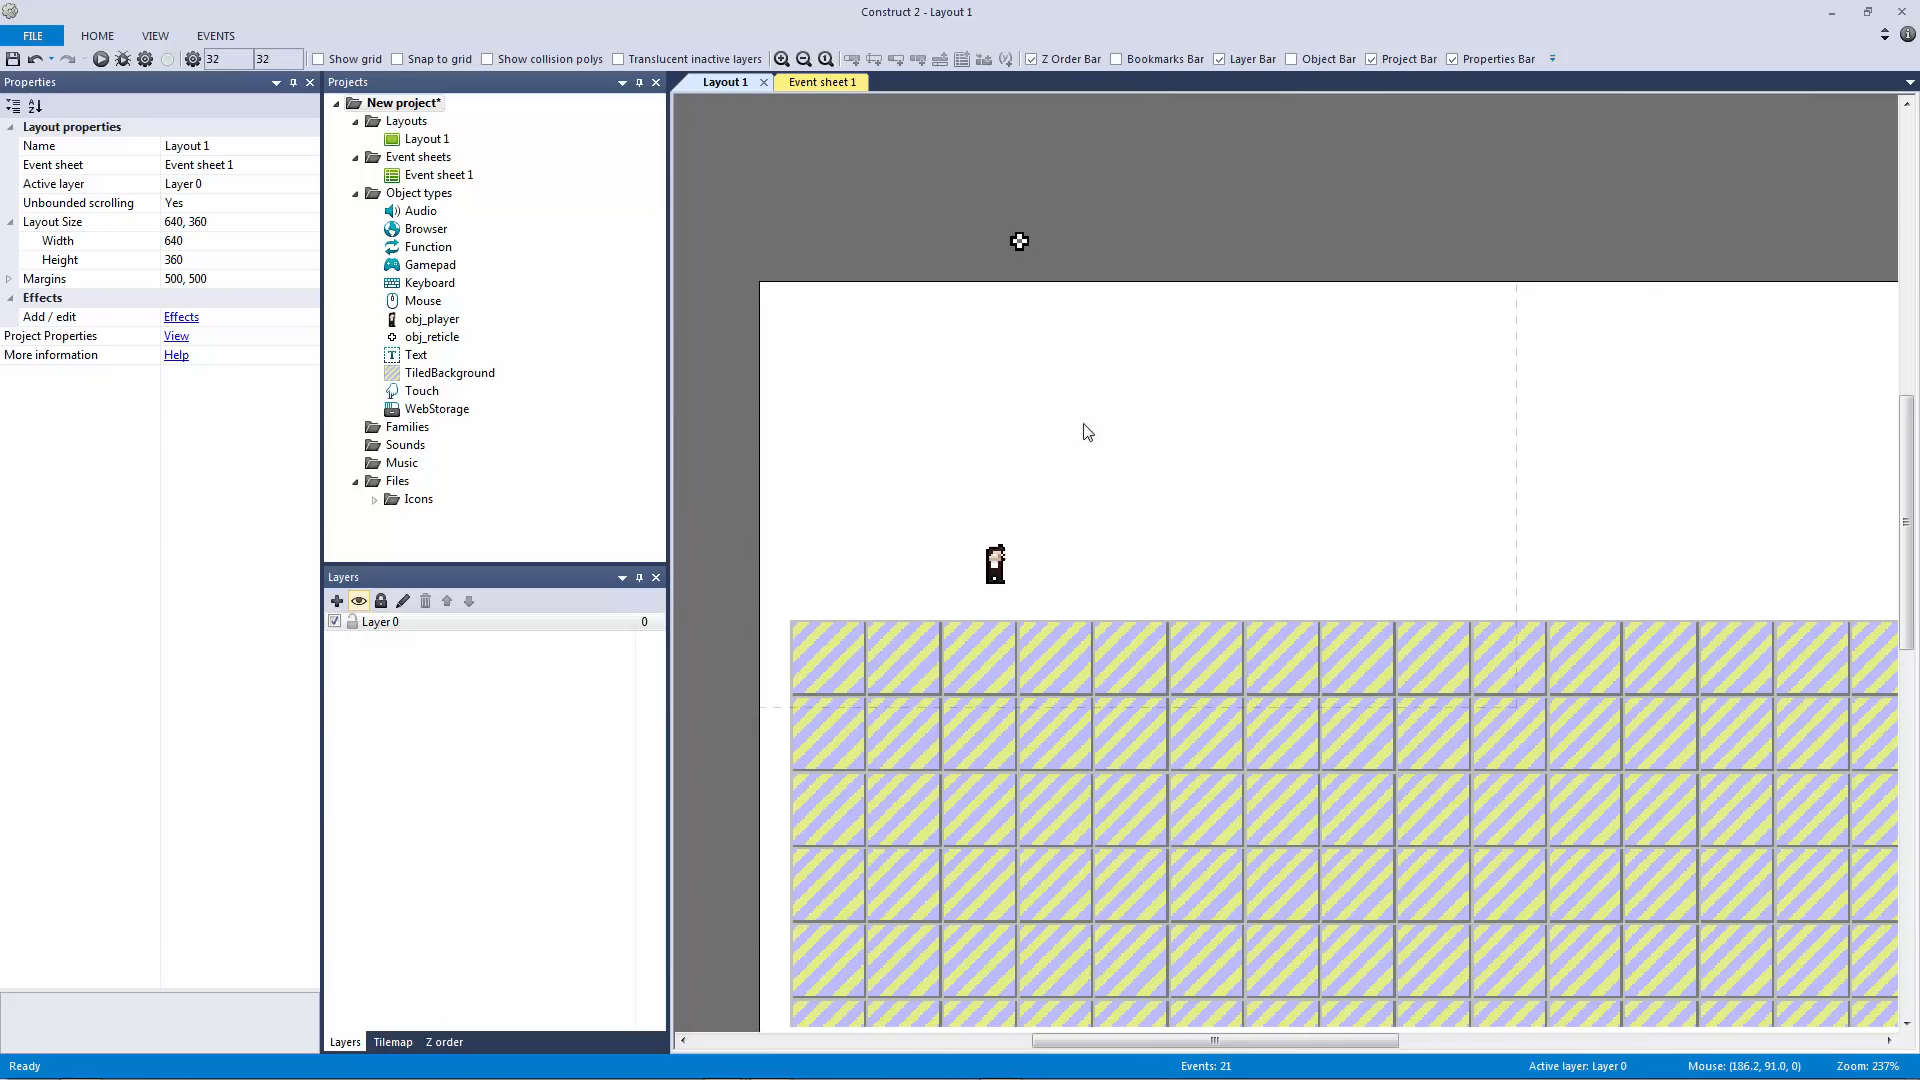 Construct 2 - Layout 1
FILE HOME VIEW EVENTS
32 32 Show grid Snap to grid Show collision polys Translucent inactive layers Z Order Bar Bookmarks Bar Layer Bar Object Bar Project Bar Properties Bar
Properties
Layout properties
Name Layout 1
Event sheet Event sheet 1
Active layer Layer 0
Unbounded scrolling Yes
Layout Size 640, 360
Width 640
Height 360
Margins 500, 500
Effects
Add / edit Effects
Project Properties View
More information Help
Projects
New project*
Layouts
Layout 1
Event sheets
Event sheet 1
Object types
Audio
Browser
Function
Gamepad
Keyboard
Mouse
obj_player
obj_reticle
Text
TiledBackground
Touch
WebStorage
Families
Sounds
Music
Files
Icons
Layers
Layer 0 0
Layers Tilemap Z order
Layout 1 Event sheet 1
Ready Events: 21 Active layer: Layer 0 Mouse: (186.2, 91.0, 0) Zoom: 237%